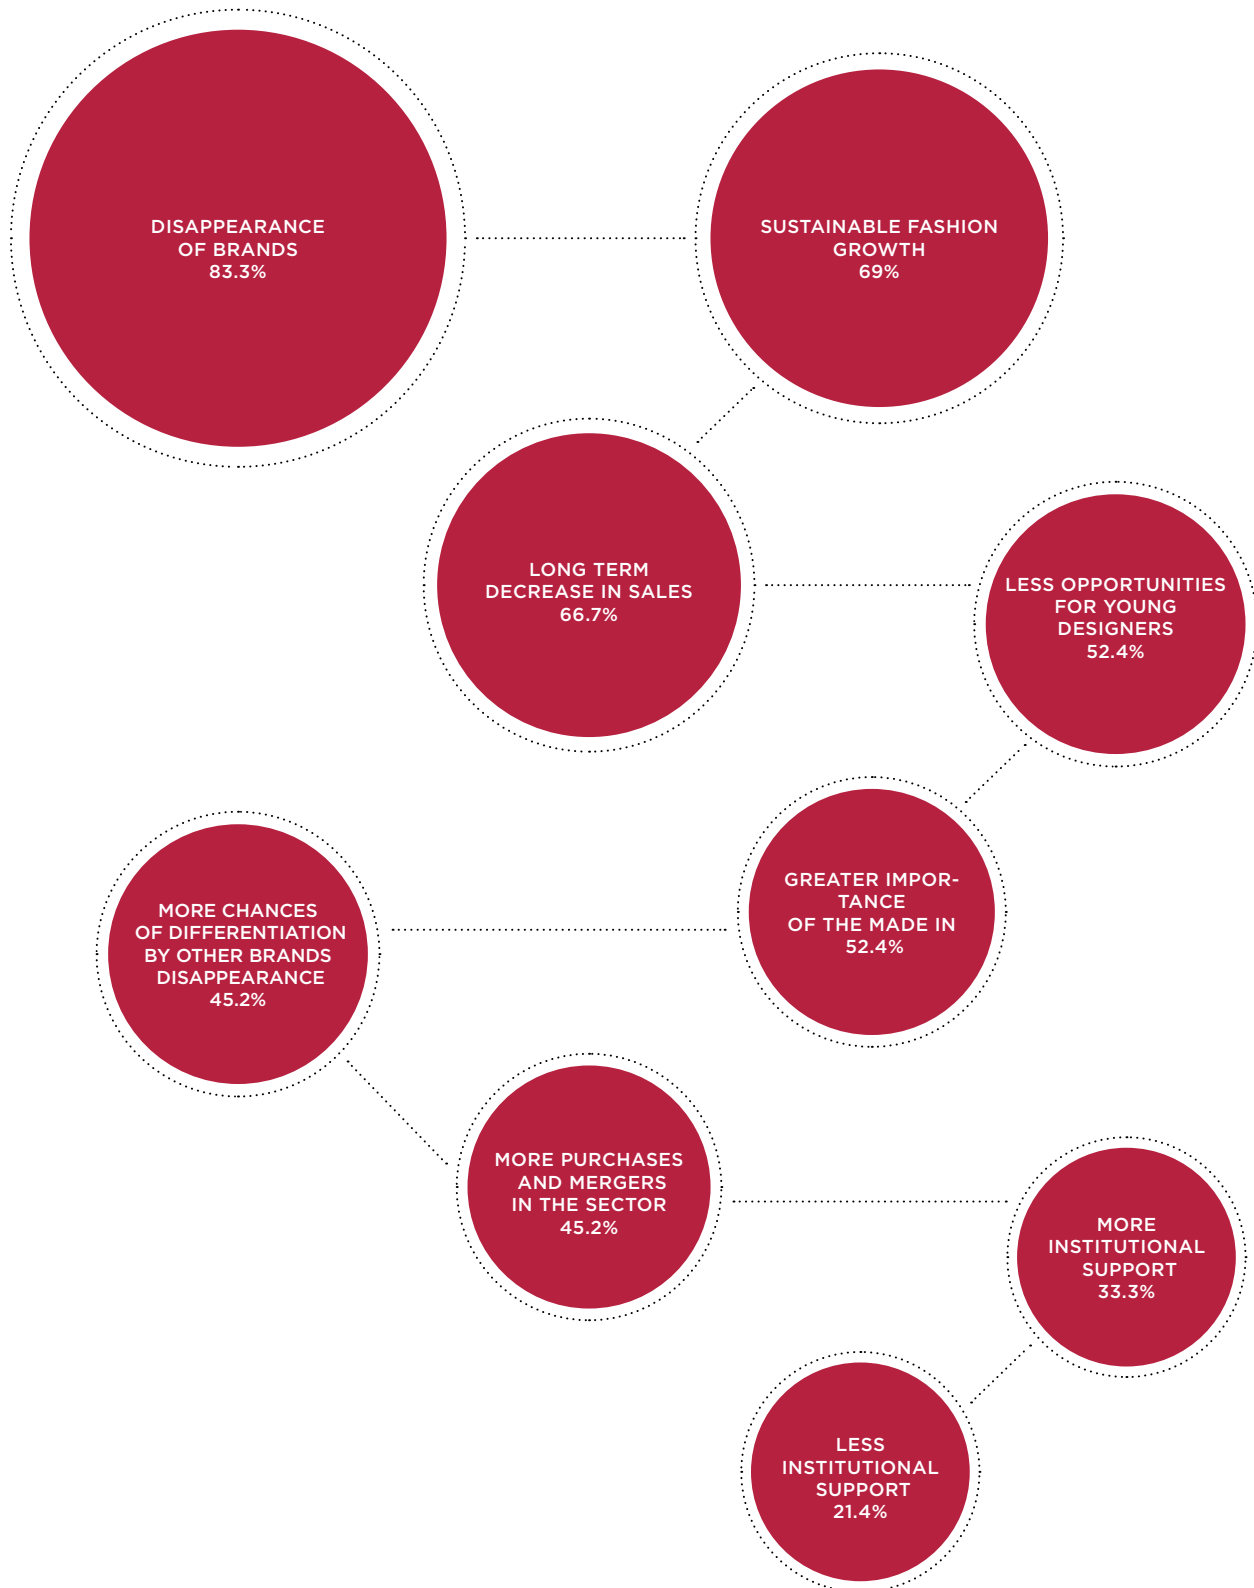 DISAPPEARANCE
OF BRANDS
83.3%
SUSTAINABLE FASHION
GROWTH
69%
LONG TERM
DECREASE IN SALES
66.7%
LESS OPPORTUNITIES
FOR YOUNG
DESIGNERS
52.4%
GREATER IMPOR-
TANCE
OF THE MADE IN
52.4%
MORE CHANCES
OF DIFFERENTIATION
BY OTHER BRANDS
DISAPPEARANCE
45.2%
MORE PURCHASES
AND MERGERS
IN THE SECTOR
45.2%
MORE
INSTITUTIONAL
SUPPORT
33.3%
LESS
INSTITUTIONAL
SUPPORT
21.4%